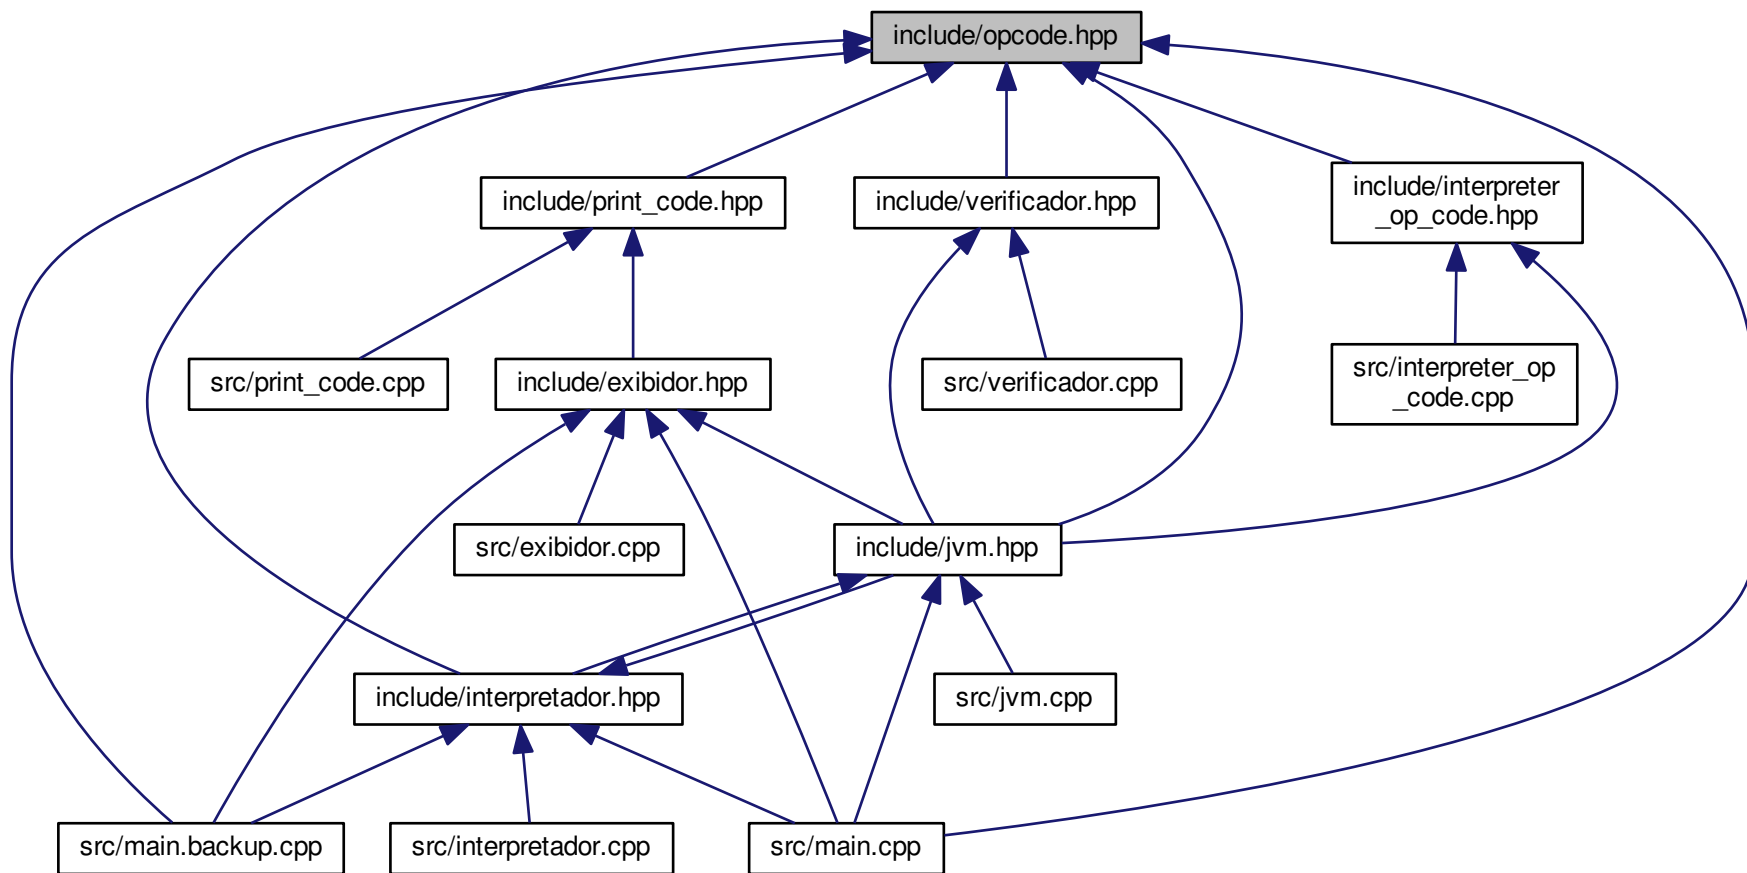 include/opcode.hpp
include/print_code.hpp
include/verificador.hpp
include/interpreter
_op_code.hpp
src/print_code.cpp
include/exibidor.hpp
src/verificador.cpp
src/interpreter_op
_code.cpp
src/exibidor.cpp
include/jvm.hpp
include/interpretador.hpp
src/jvm.cpp
src/main.backup.cpp
src/interpretador.cpp
src/main.cpp